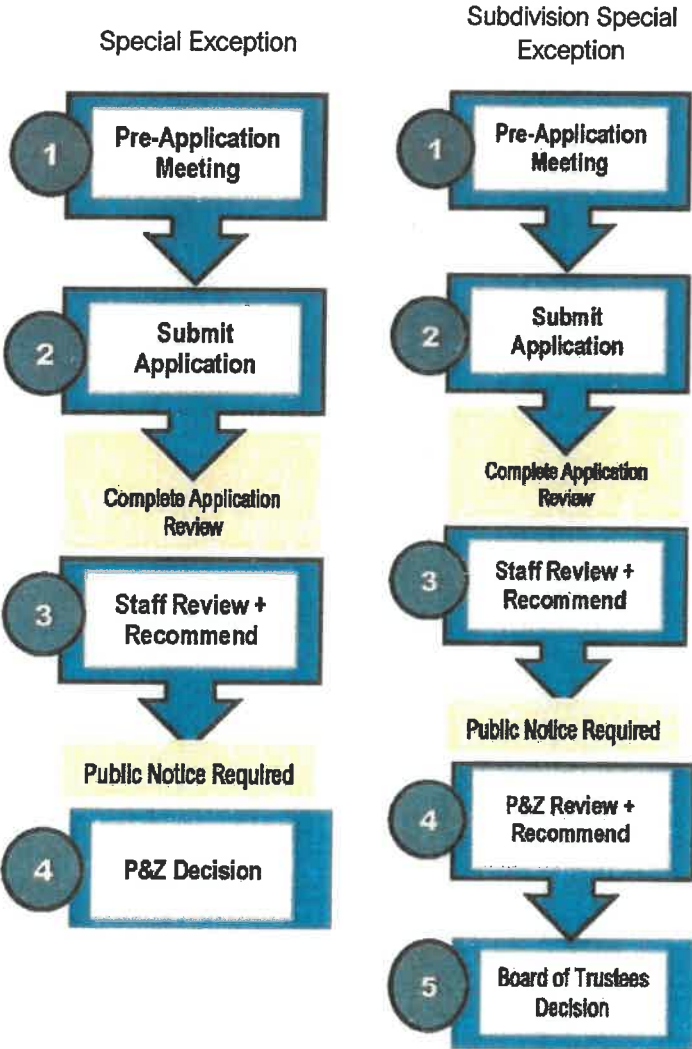 Special Exception
1
Pre-Application
Meeting
2
Submit
Application
Complete Application
Review
3
Staff Review +
Recommend
Public Notice Required
4
P&Z Decision
Subdivision Special
Exception
1
Pre-Application
Meeting
2
Submit
Application
Complete Application
Review
3
Staff Review +
Recommend
Public Notice Required
4
P&Z Review +
Recommend
5
Board of Trustees
Decision